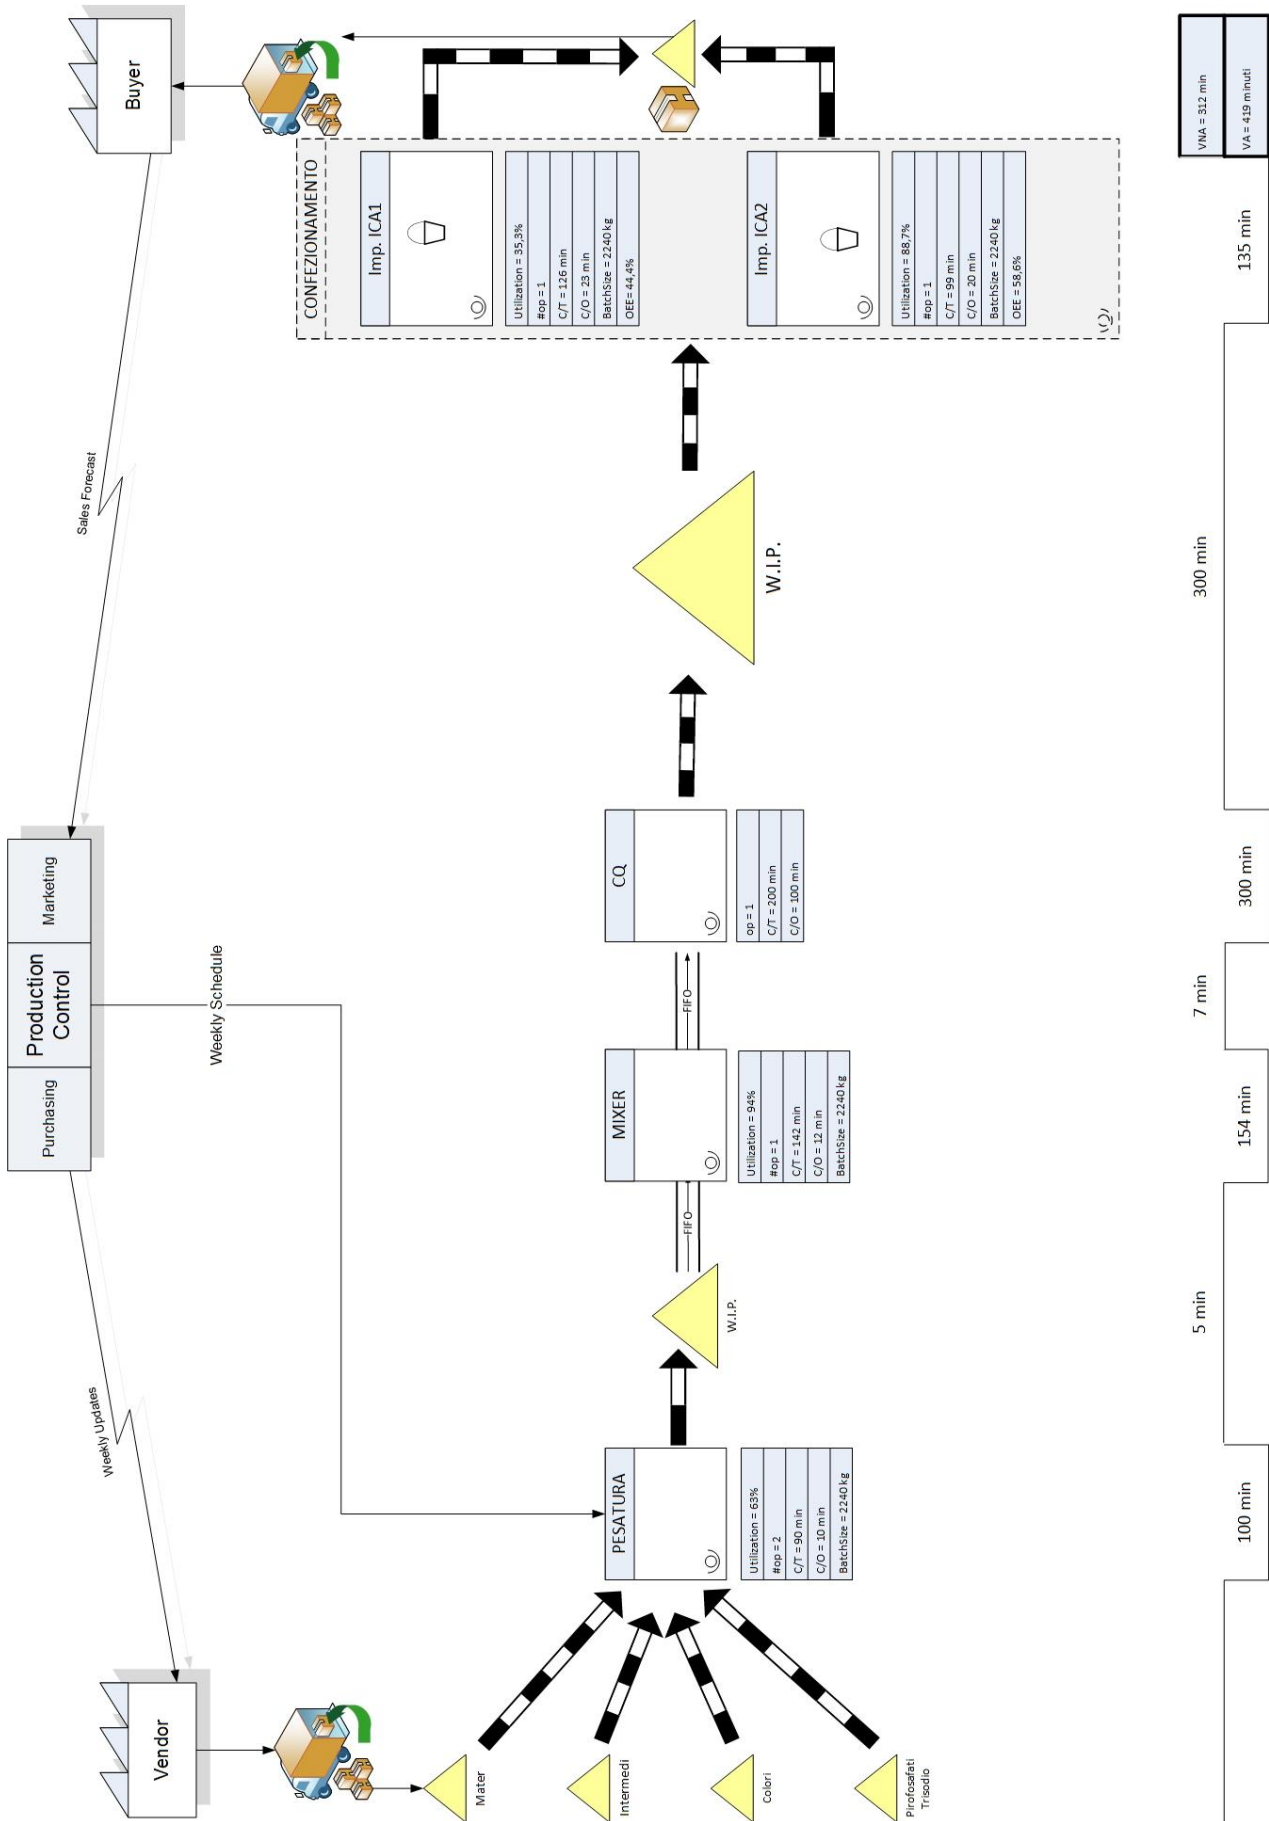 Purchasing
Production
Control
Marketing
Weekly Updates
Sales Forecast
Weekly Schedule
Vendor
Buyer
Mater
Intermedi
Colori
Pirofosafati
Trisodio
PESATURA
Utilization = 63%
#op = 2
C/T = 90 min
C/O = 10 min
BatchSize = 2240 kg
W.I.P.
FIFO
MIXER
Utilization = 94%
#op = 1
C/T = 142 min
C/O = 12 min
BatchSize = 2240 kg
FIFO
CQ
op = 1
C/T = 200 min
C/O = 100 min
W.I.P.
CONFEZIONAMENTO
Imp. ICA1
Utilization = 35,3%
#op = 1
C/T = 126 min
C/O = 23 min
BatchSize = 2240 kg
OEE= 44,4%
Imp. ICA2
Utilization = 88,7%
#op = 1
C/T = 99 min
C/O = 20 min
BatchSize = 2240 kg
OEE = 58,6%
100 min
5 min
154 min
7 min
300 min
300 min
135 min
VNA = 312 min
VA = 419 minuti